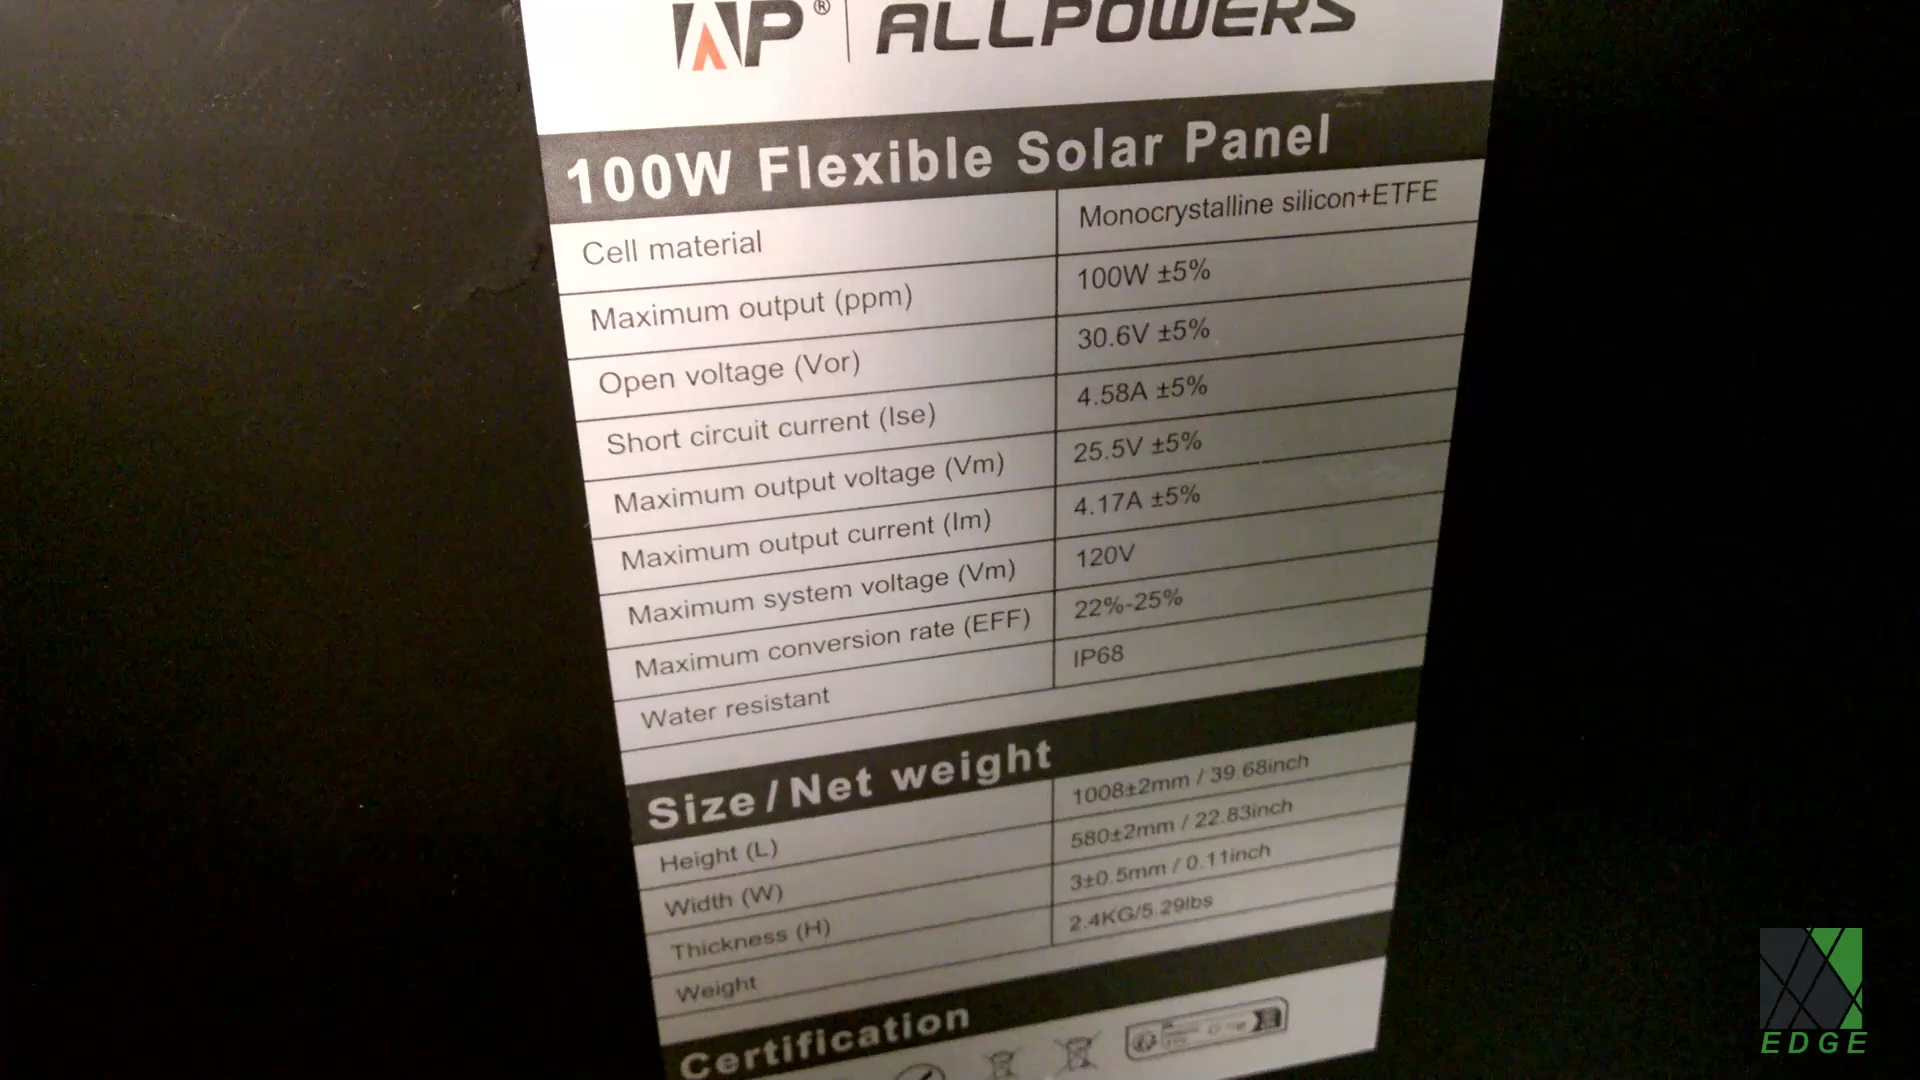 AP® ALLPOWERS
100W Flexible Solar Panel
Cell material Monocrystalline silicon+ETFE
Maximum output (ppm) 100W ±5%
Open voltage (Vor) 30.6V ±5%
Short circuit current (Ise) 4.58A ±5%
Maximum output voltage (Vm) 25.5V ±5%
Maximum output current (Im) 4.17A ±5%
Maximum system voltage (Vm) 120V
Maximum conversion rate (EFF) 22%-25%
Water resistant IP68
Size/Net weight
Height (L) 1008±2mm / 39.68inch
Width (W) 580±2mm / 22.83inch
Thickness (H) 3±0.5mm / 0.11inch
Weight 2.4KG/5.29lbs
Certification
EDGE